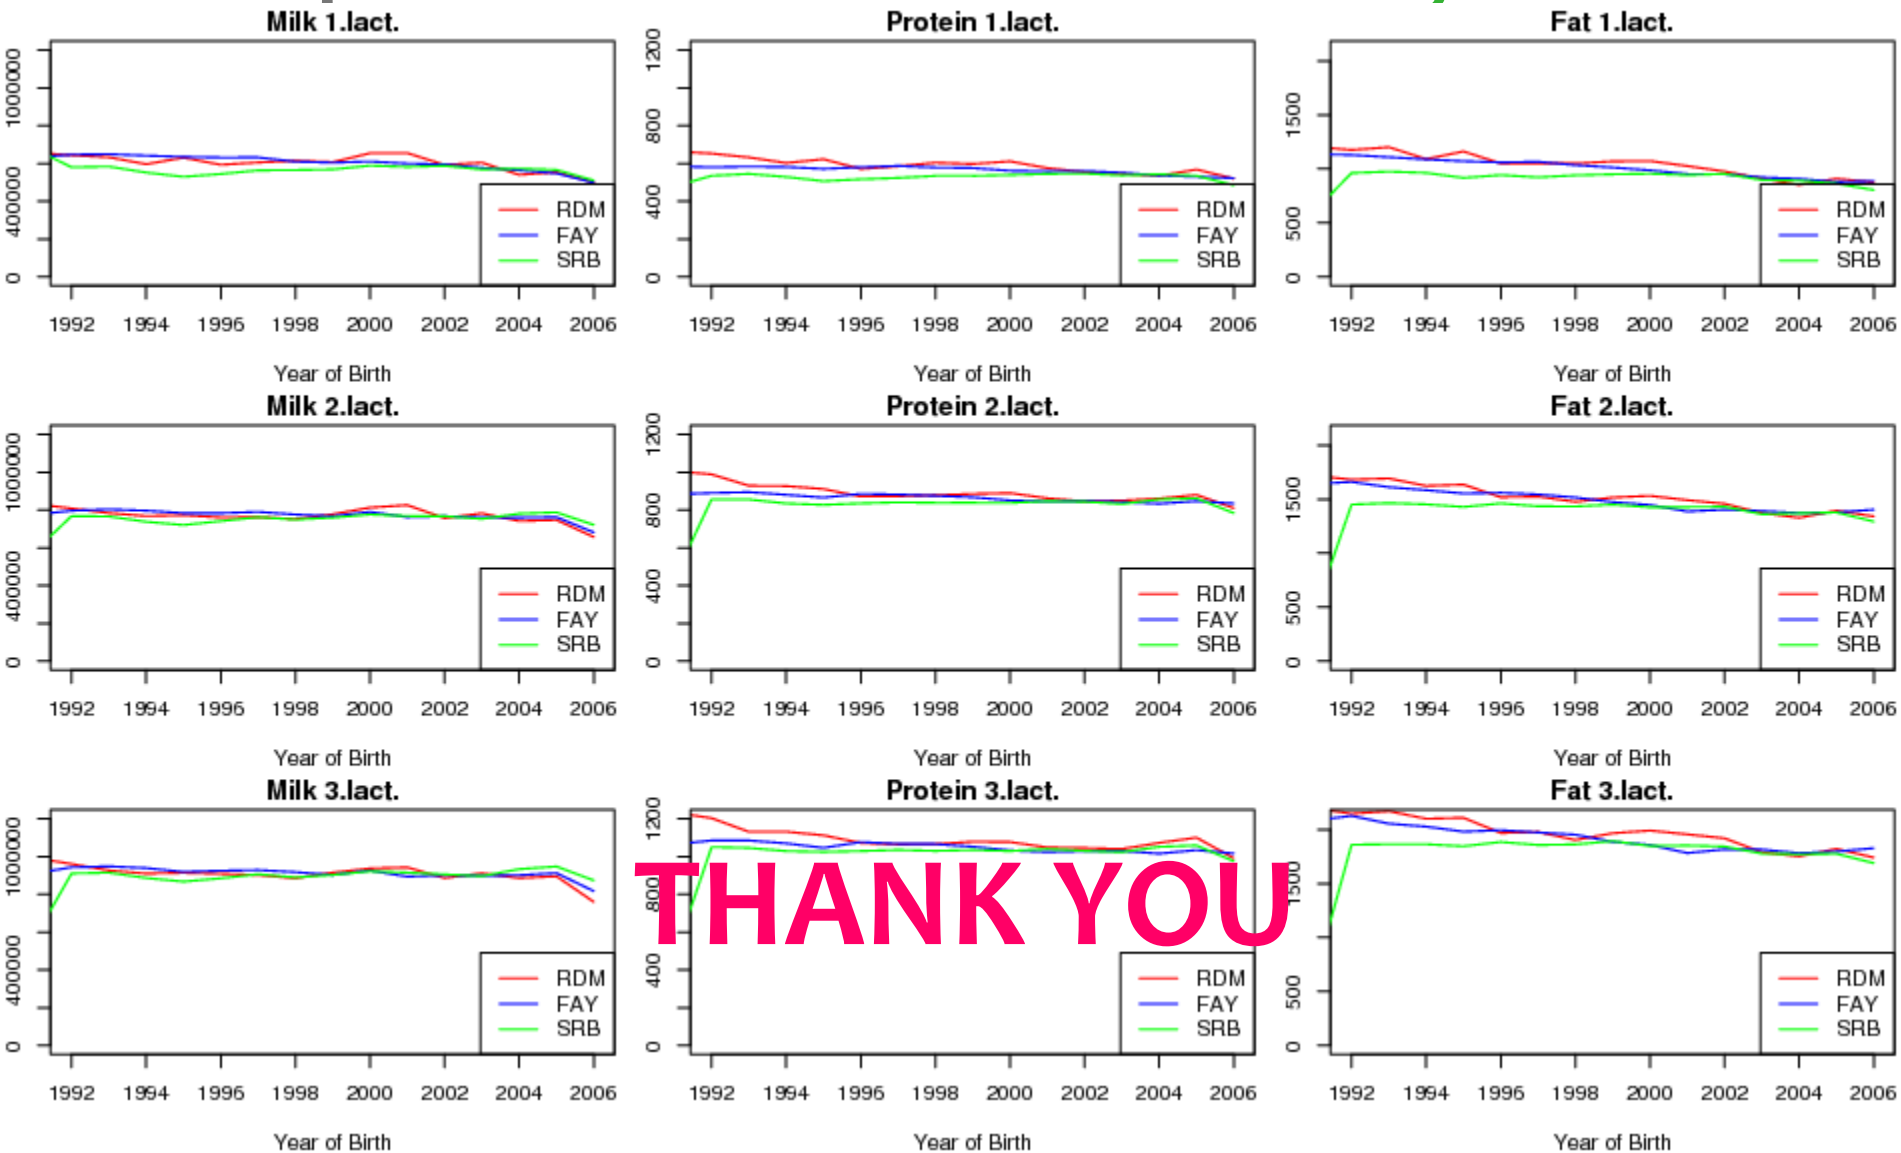 Milk 1.lact.
Protein 1.lact.
Fat 1.lact.
0 400000 1000000
0 400 800 1200
0 500 1500
RDM
FAY
SRB
RDM
FAY
SRB
RDM
FAY
SRB
1992 1994 1996 1998 2000 2002 2004 2006
1992 1994 1996 1998 2000 2002 2004 2006
1992 1994 1996 1998 2000 2002 2004 2006
Year of Birth
Year of Birth
Year of Birth
Milk 2.lact.
Protein 2.lact.
Fat 2.lact.
0 400000 1000000
0 400 800 1200
0 500 1500
RDM
FAY
SRB
RDM
FAY
SRB
RDM
FAY
SRB
1992 1994 1996 1998 2000 2002 2004 2006
1992 1994 1996 1998 2000 2002 2004 2006
1992 1994 1996 1998 2000 2002 2004 2006
Year of Birth
Year of Birth
Year of Birth
Milk 3.lact.
Protein 3.lact.
Fat 3.lact.
0 400000 1000000
0 400 800 1200
0 500 1500
THANK YOU
RDM
FAY
SRB
RDM
FAY
SRB
RDM
FAY
SRB
1992 1994 1996 1998 2000 2002 2004 2006
1992 1994 1996 1998 2000 2002 2004 2006
1992 1994 1996 1998 2000 2002 2004 2006
Year of Birth
Year of Birth
Year of Birth